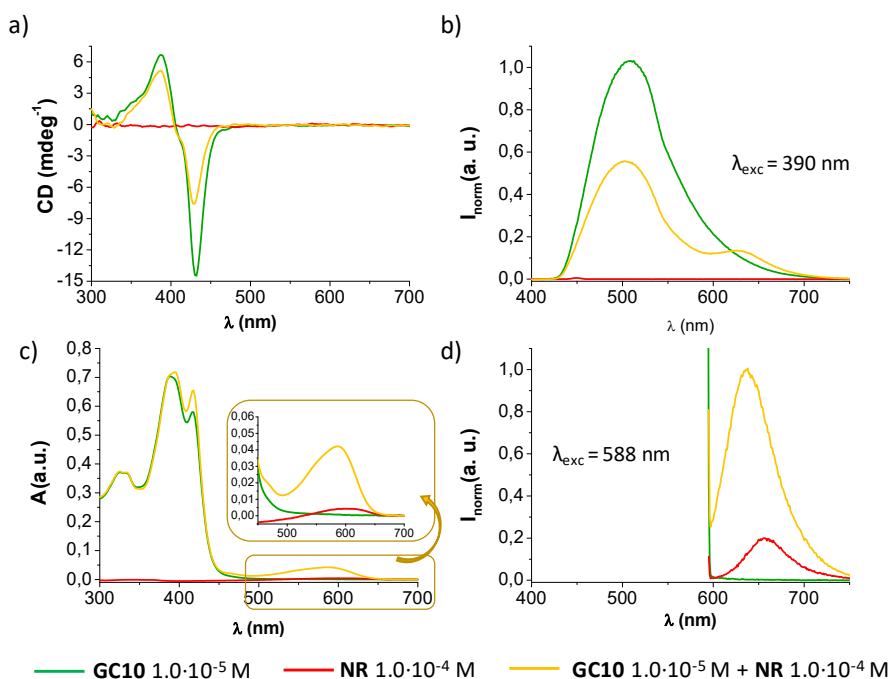 a)
CD (mdeg⁻¹)
6
3
0
-3
-6
-9
-12
-15
300 400 500 600 700
λ (nm)
b)
I_norm(a. u.)
1,0
0,8
0,6
0,4
0,2
0,0
400 500 600 700
λ (nm)
λ_exc = 390 nm
c)
A(a.u.)
0,8
0,7
0,6
0,5
0,4
0,3
0,2
0,1
0,0
300 400 500 600 700
λ (nm)
0,06
0,05
0,04
0,03
0,02
0,01
0,00
500 600 700
d)
I_norm(a. u.)
1,0
0,8
0,6
0,4
0,2
0,0
400 500 600 700
λ (nm)
λ_exc = 588 nm
GC10 1.0·10⁻⁵ M NR 1.0·10⁻⁴ M GC10 1.0·10⁻⁵ M + NR 1.0·10⁻⁴ M